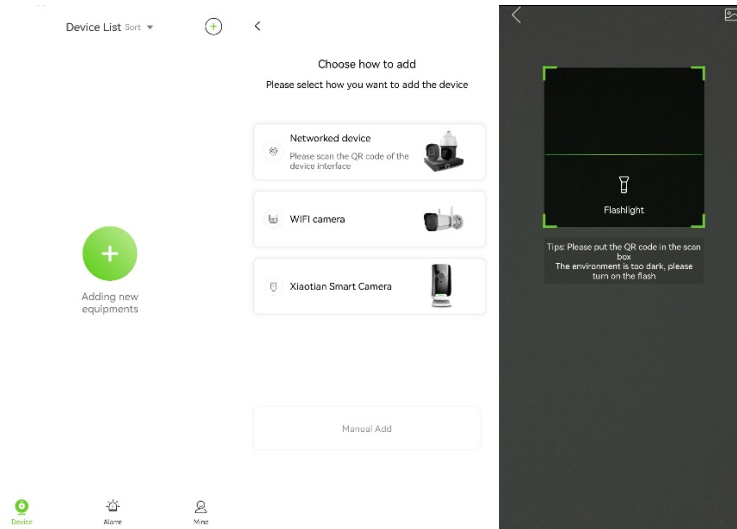 Device List Sort
Adding new
equipments
Device
Alarm
Mine
Choose how to add
Please select how you want to add the device
Networked device
Please scan the QR code of the
device interface
WIFI camera
Xiaotian Smart Camera
Manual Add
Flashlight
Tips: Please put the QR code in the scan
box
The environment is too dark, please
turn on the flash